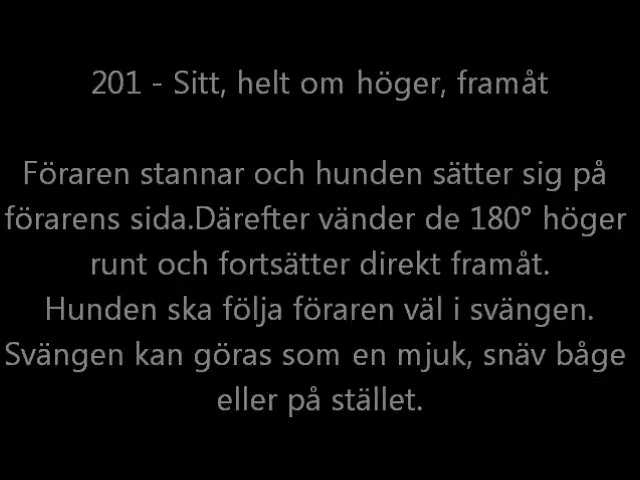 201 - Sitt, helt om höger, framåt
Föraren stannar och hunden sätter sig på
förarens sida.Därefter vänder de 180° höger
runt och fortsätter direkt framåt.
Hunden ska följa föraren väl i svängen.
Svängen kan göras som en mjuk, snäv båge
eller på stället.